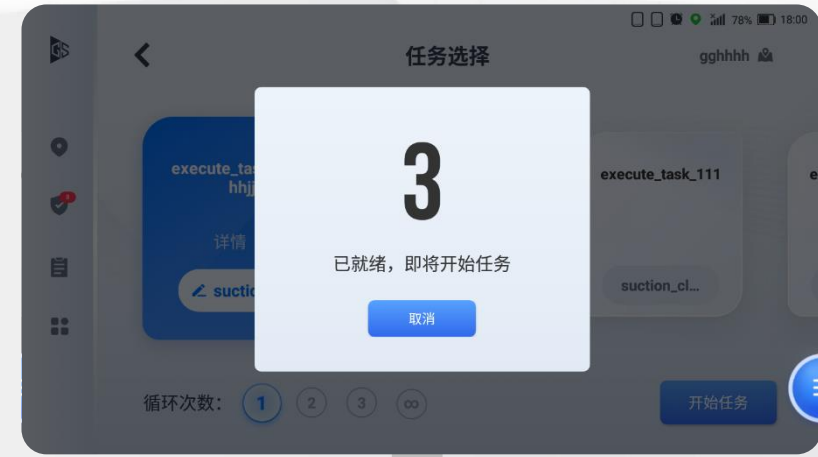 78% 18:00
GS
任务选择
gghhhh
3
execute_ta
hhjj
execute_task_111
e
详情
已就绪，即将开始任务
suctio
suction_cl...
取消
循环次数：
1
2
3
∞
开始任务